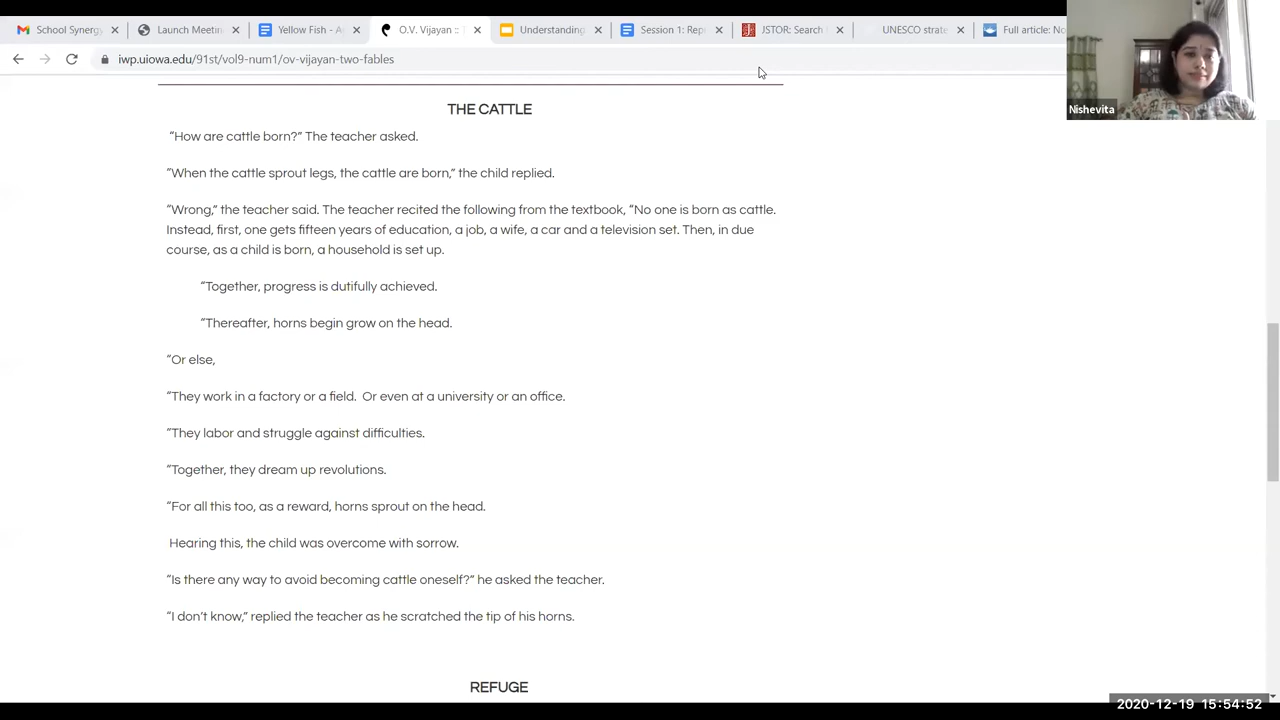 School Synergy
Launch Meetin
Yellow Fish - A
O.V. Vijayan :: T
Understanding
Session 1: Rep
JSTOR: Search
UNESCO strate
Full article: No
iwp.uiowa.edu/91st/vol9-num1/ov-vijayan-two-fables
Nishevita
THE CATTLE
“How are cattle born?” The teacher asked.
“When the cattle sprout legs, the cattle are born,” the child replied.
“Wrong,” the teacher said. The teacher recited the following from the textbook, “No one is born as cattle.
Instead, first, one gets fifteen years of education, a job, a wife, a car and a television set. Then, in due
course, as a child is born, a household is set up.
“Together, progress is dutifully achieved.
“Thereafter, horns begin grow on the head.
“Or else,
“They work in a factory or a field.  Or even at a university or an office.
“They labor and struggle against difficulties.
“Together, they dream up revolutions.
“For all this too, as a reward, horns sprout on the head.
Hearing this, the child was overcome with sorrow.
“Is there any way to avoid becoming cattle oneself?” he asked the teacher.
“I don’t know,” replied the teacher as he scratched the tip of his horns.
REFUGE
2020-12-19 15:54:52